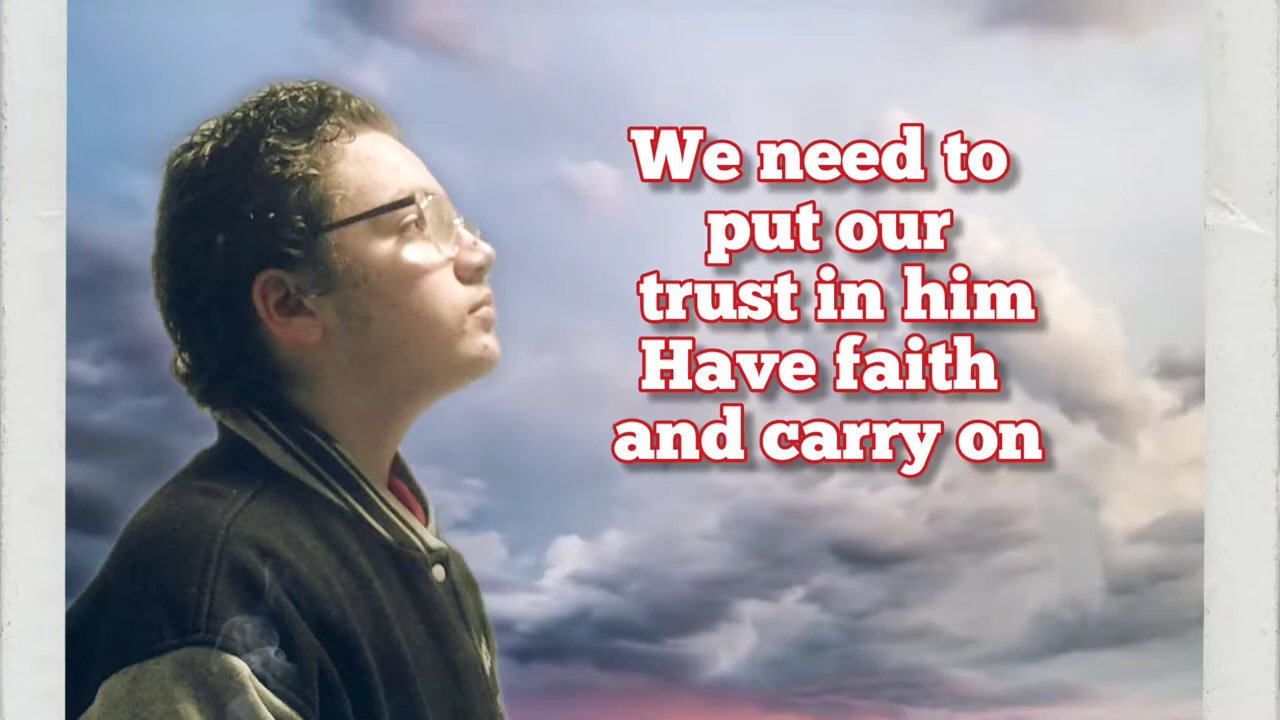 We need to
put our
trust in him
Have faith
and carry on